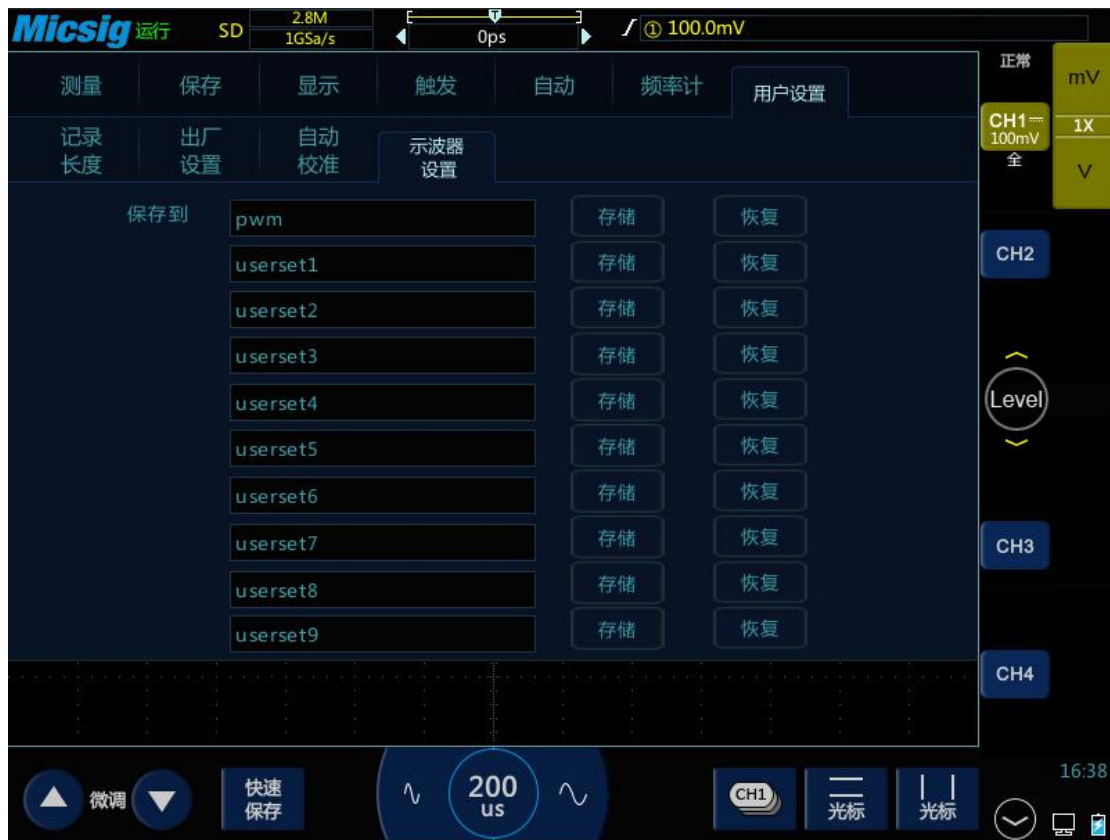 Micsig 运行 SD 2.8M 1GSa/s T 0ps ① 100.0mV
测量 保存 显示 触发 自动 频率计 用户设置
记录长度 出厂设置 自动校准 示波器设置
保存到 pwm 存储 恢复
userset1 存储 恢复
userset2 存储 恢复
userset3 存储 恢复
userset4 存储 恢复
userset5 存储 恢复
userset6 存储 恢复
userset7 存储 恢复
userset8 存储 恢复
userset9 存储 恢复
正常
mV
CH1
100mV
全
1X
V
CH2
Level
CH3
CH4
微调 快速保存 200 us CH1 光标 光标
16:38